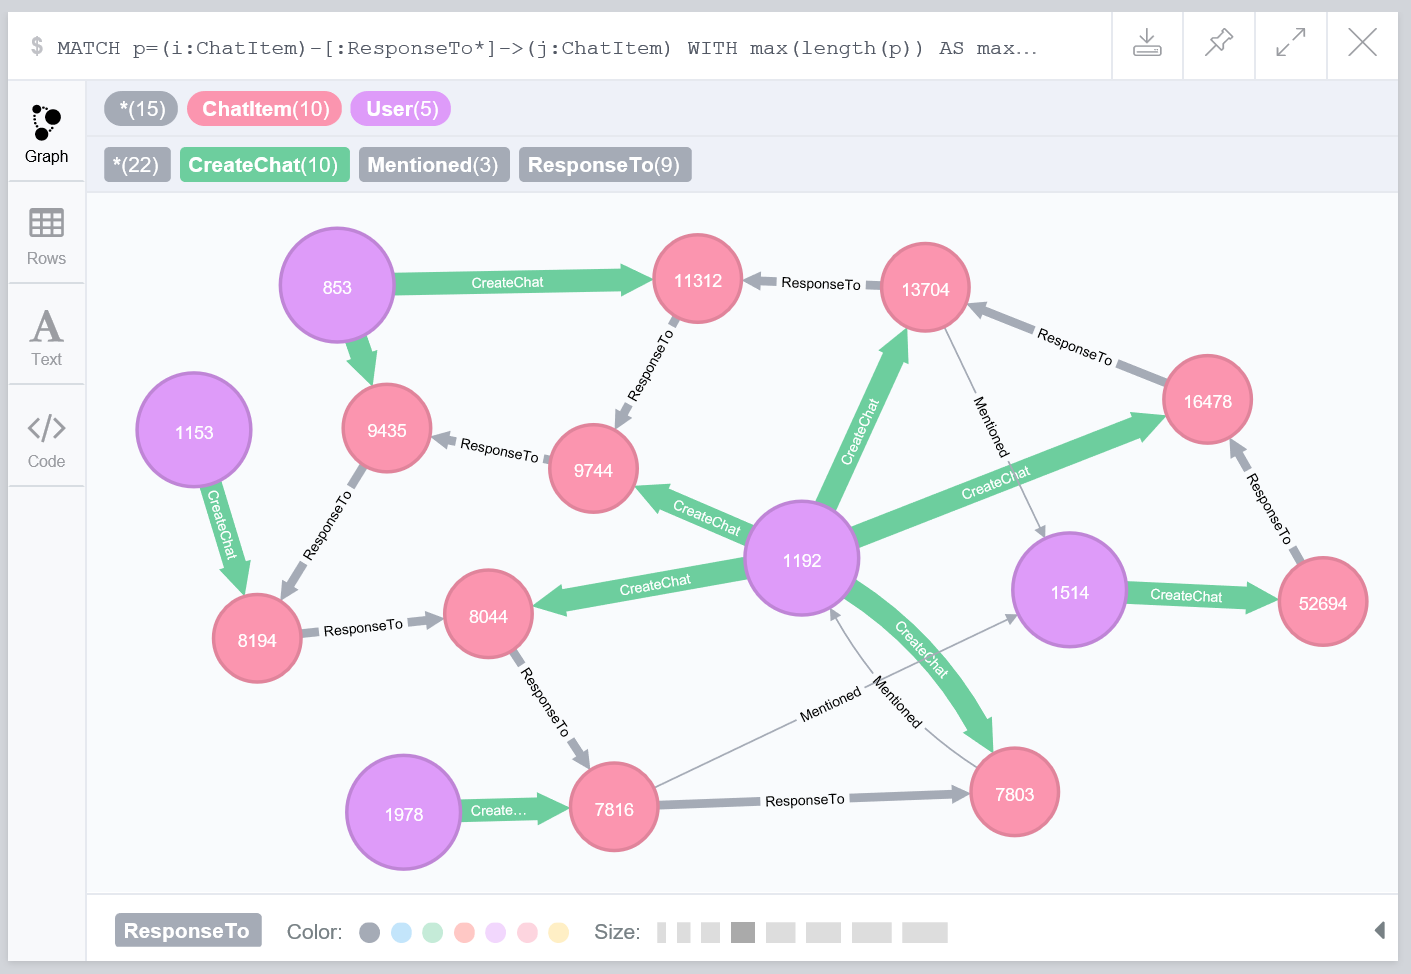 $ MATCH p=(i:ChatItem)-[:ResponseTo*]->(j:ChatItem) WITH max(length(p)) AS max...
*(15) ChatItem(10) User(5)
*(22) CreateChat(10) Mentioned(3) ResponseTo(9)
Graph
Rows
Text
Code
853
CreateChat
11312
ResponseTo
13704
ResponseTo
ResponseTo
16478
1153
9435
ResponseTo
9744
Mentioned
CreateChat
CreateChat
CreateChat
CreateChat
ResponseTo
ResponseTo
1192
1514
CreateChat
52694
8194
ResponseTo
8044
CreateChat
CreateChat
ResponseTo
Mentioned
Mentioned
1978
Create...
7816
ResponseTo
7803
ResponseTo Color: Size: